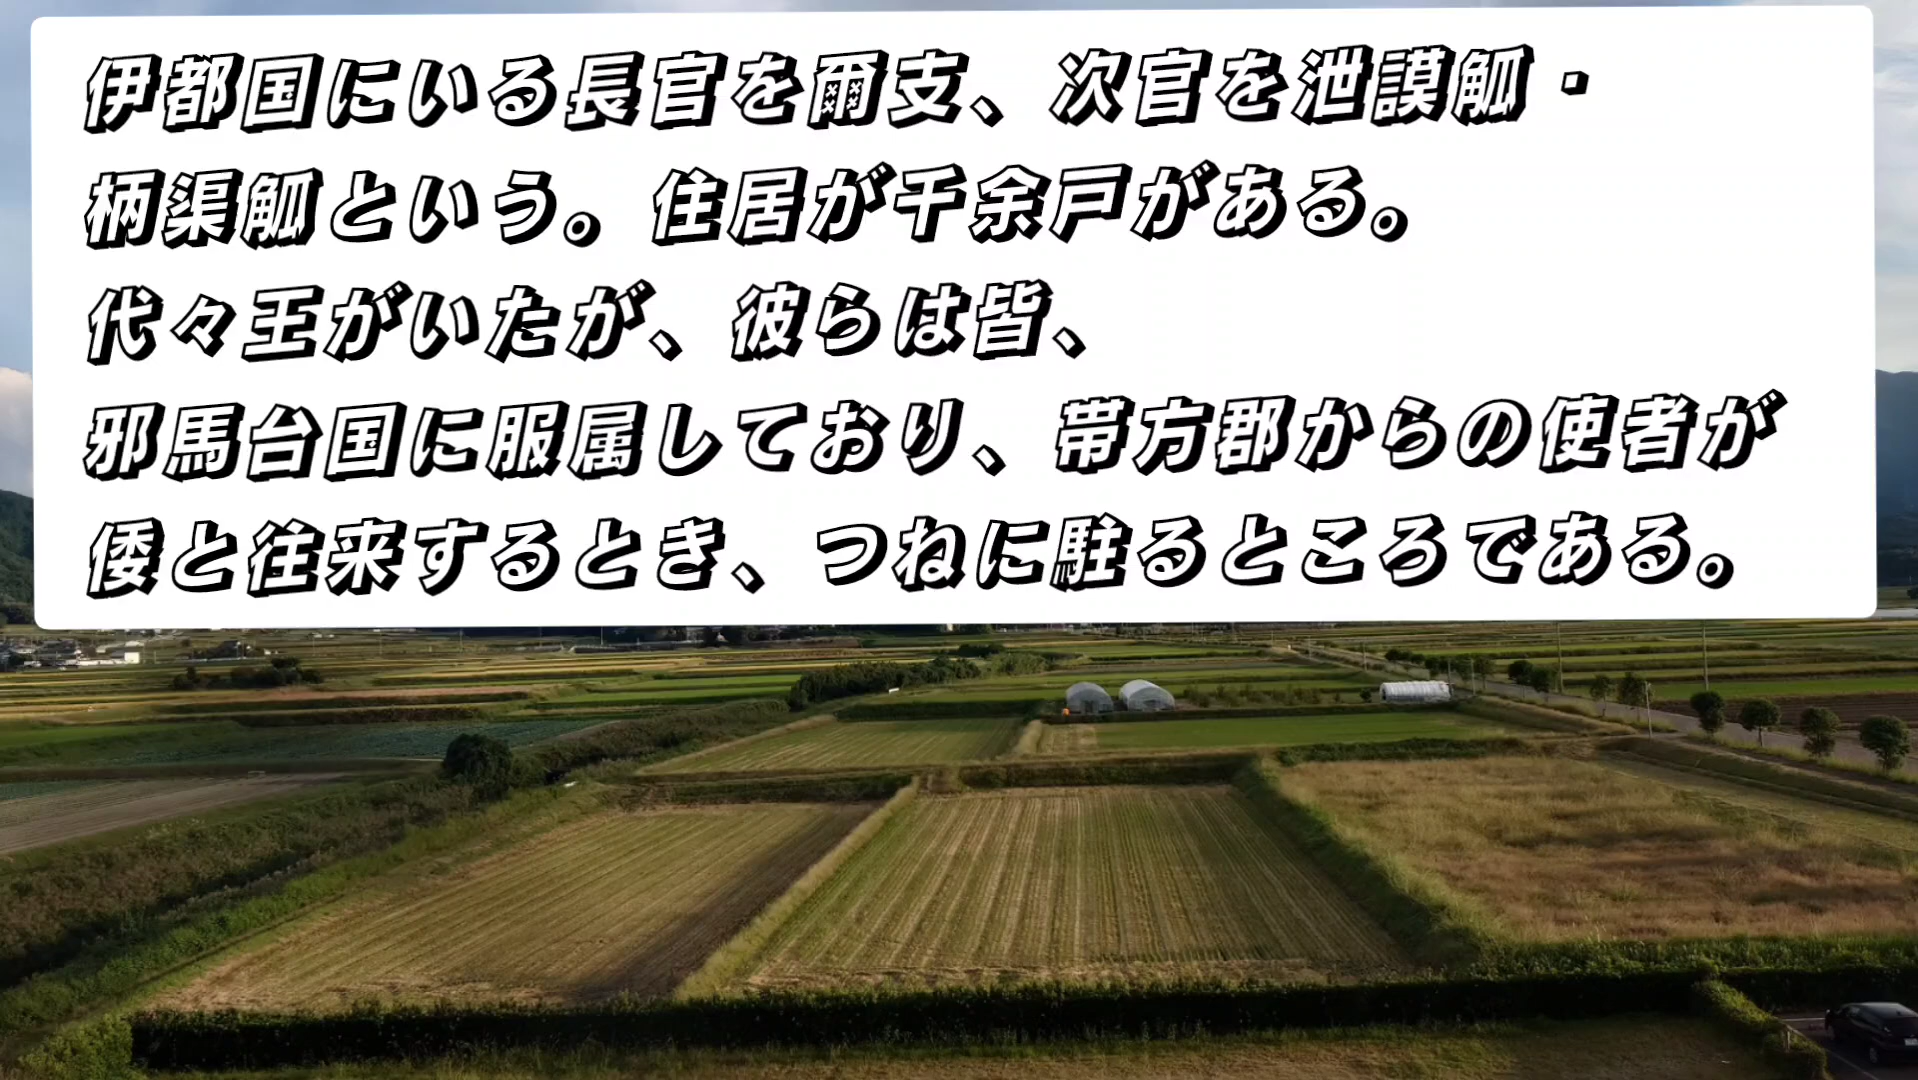 伊都国にいる長官を爾支、次官を泄謨觚・
柄渠觚という。住居が千余戸がある。
代々王がいたが、彼らは皆、
邪馬台国に服属しており、帯方郡からの使者が
倭と往来するとき、つねに駐るところである。